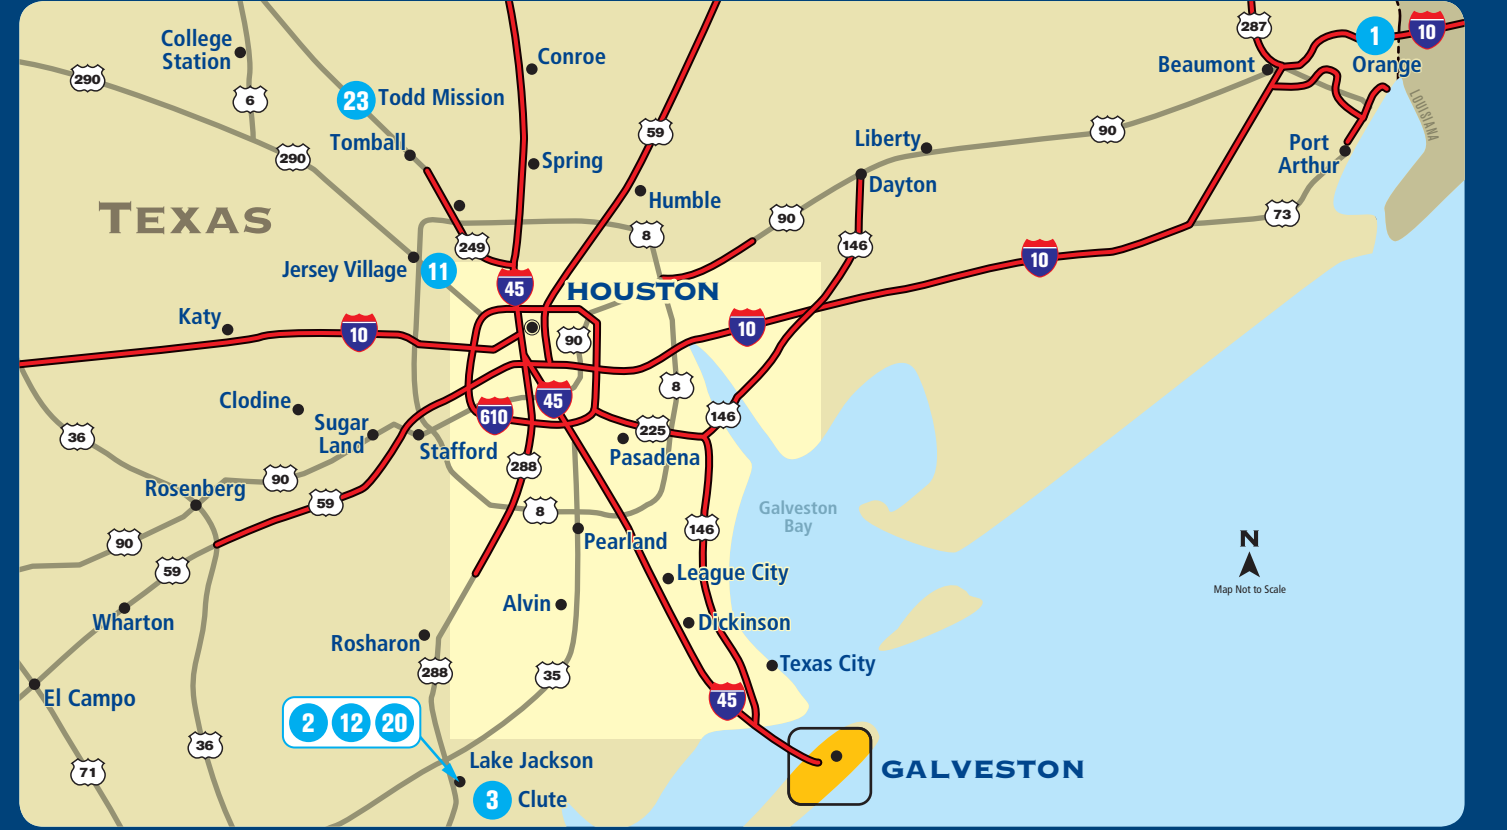 287
1
10
College
Station
Conroe
Beaumont
Orange
290
6
23 Todd Mission
LOUISIANA
59
90
Tomball
Liberty
Port
Arthur
290
Spring
Dayton
Humble
TEXAS
90
73
8
249
146
10
Jersey Village
11
45
HOUSTON
Katy
10
10
90
8
Clodine
45
610
146
Sugar
Land
225
36
Stafford
Pasadena
288
90
Rosenberg
59
8
Galveston
Bay
146
90
Pearland
N
59
League City
Map Not to Scale
Alvin
Wharton
Dickinson
Rosharon
Texas City
288
35
El Campo
45
2 12 20
36
Lake Jackson
GALVESTON
71
3 Clute